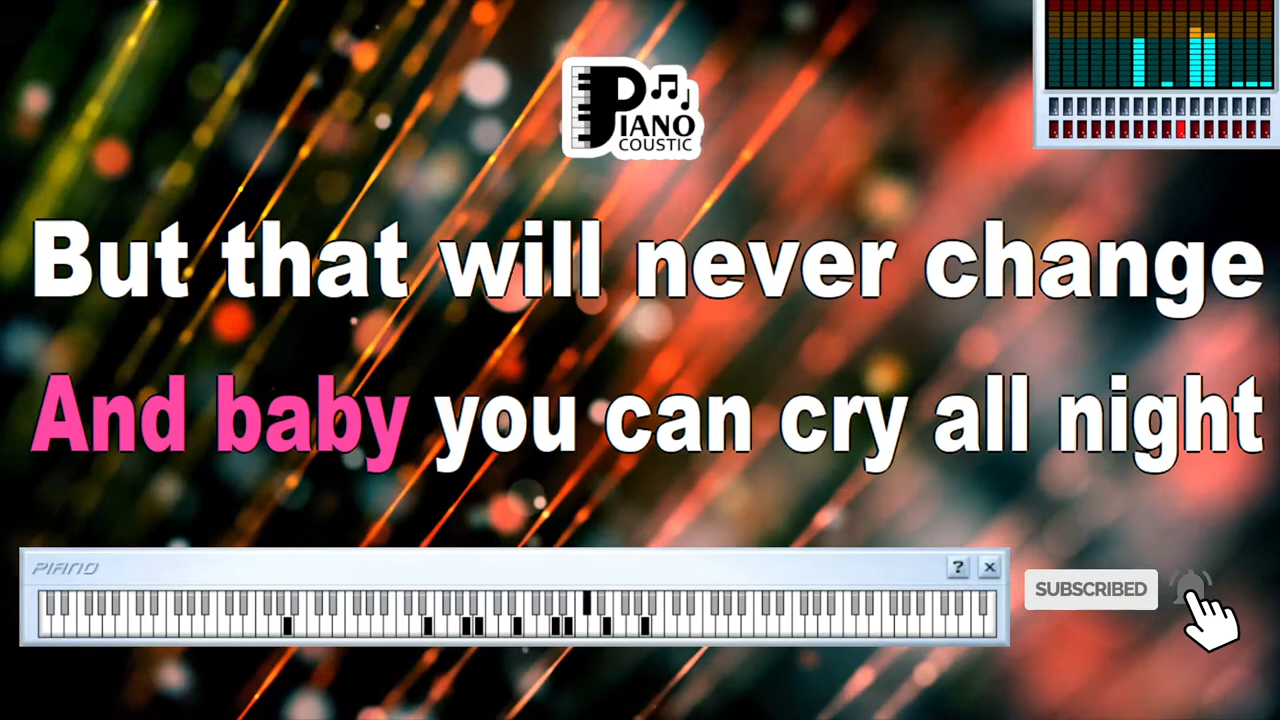 PIANO
COUSTIC
But that will never change
And baby you can cry all night
PIANO
?
SUBSCRIBED